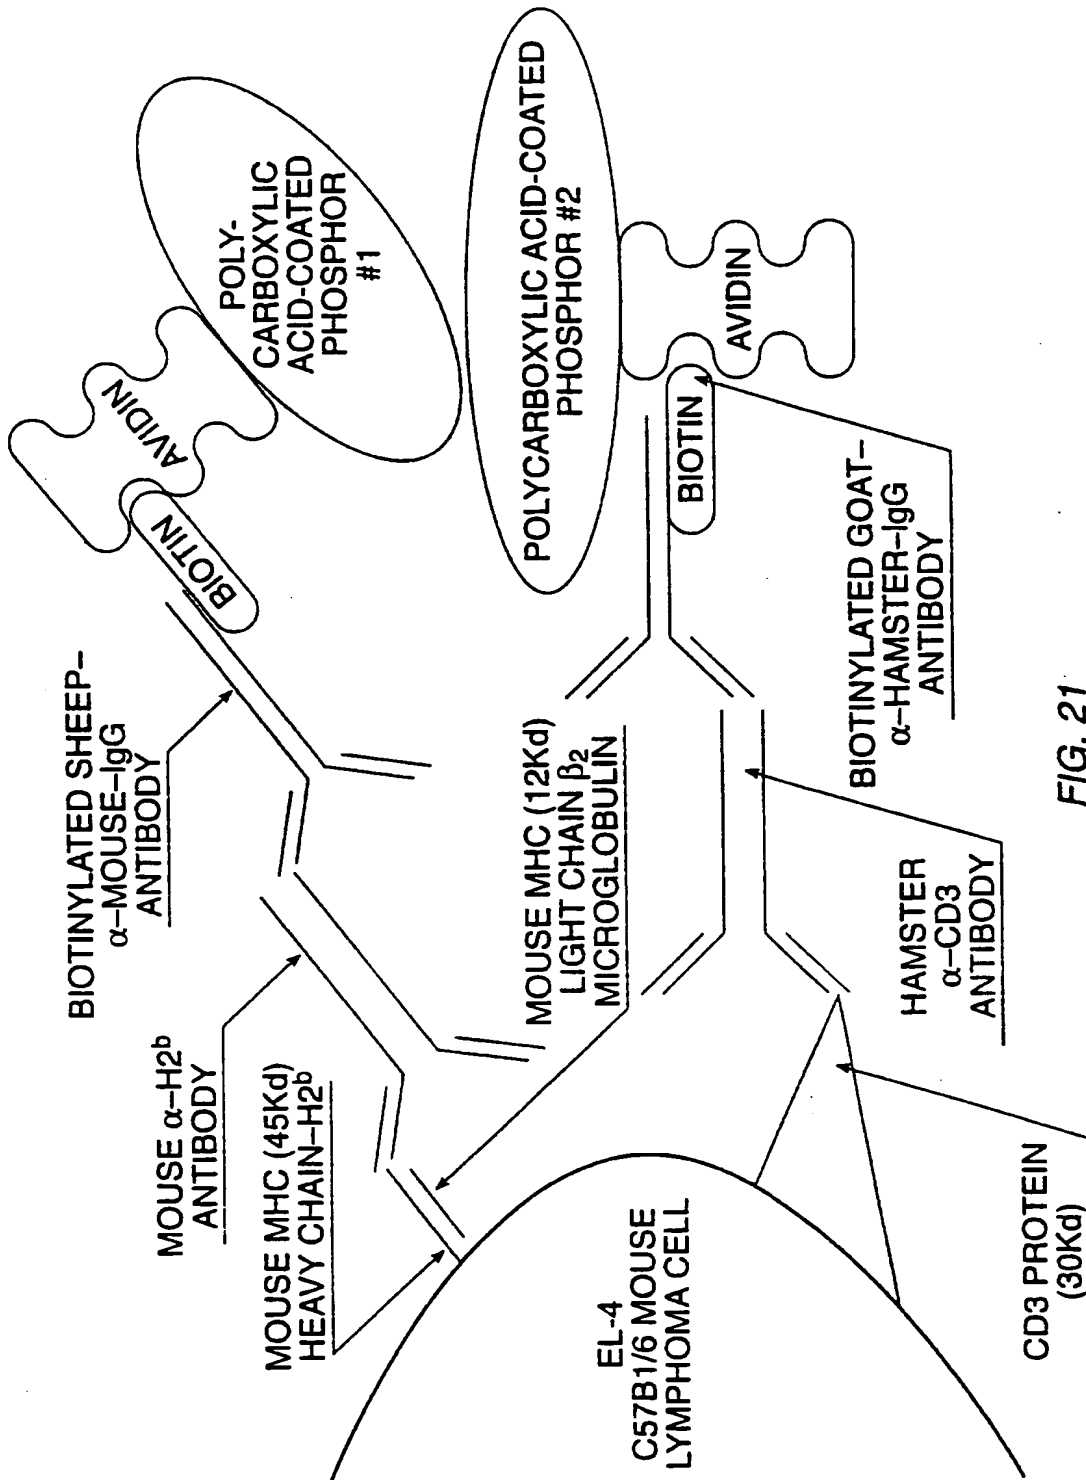 BIOTINYLATED SHEEP–
α–MOUSE–IgG
ANTIBODY
MOUSE α–H2ᵇ
ANTIBODY
MOUSE MHC (45Kd)
HEAVY CHAIN–H2ᵇ
BIOTIN
AVIDIN
POLY-
CARBOXYLIC
ACID-COATED
PHOSPHOR
#1
POLYCARBOXYLIC ACID-COATED
PHOSPHOR #2
MOUSE MHC (12Kd)
LIGHT CHAIN β₂
MICROGLOBULIN
BIOTIN
AVIDIN
EL-4
C57B1/6 MOUSE
LYMPHOMA CELL
BIOTINYLATED GOAT–
α–HAMSTER–IgG
ANTIBODY
HAMSTER
α–CD3
ANTIBODY
CD3 PROTEIN
(30Kd)
FIG. 21